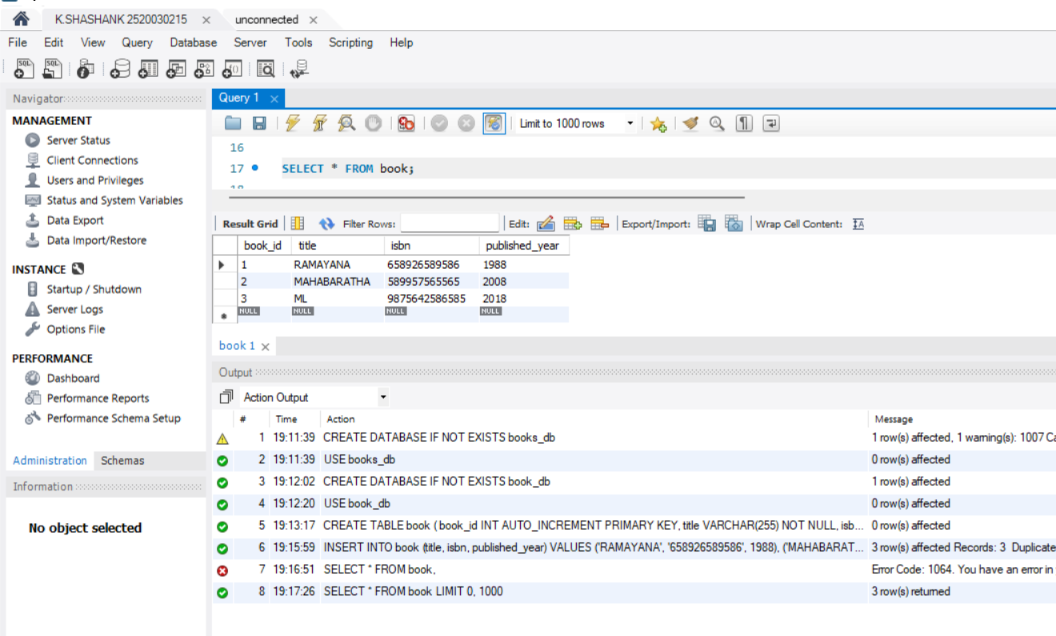 K.SHASHANK 2520030215 × unconnected ×
File Edit View Query Database Server Tools Scripting Help
Navigator
MANAGEMENT
Server Status
Client Connections
Users and Privileges
Status and System Variables
Data Export
Data Import/Restore
INSTANCE
Startup / Shutdown
Server Logs
Options File
PERFORMANCE
Dashboard
Performance Reports
Performance Schema Setup
Administration Schemas
Information
No object selected
Query 1 ×
Limit to 1000 rows
16
17 SELECT * FROM book;
Result Grid Filter Rows: Edit: Export/Import: Wrap Cell Content:
book_id title isbn published_year
1 RAMAYANA 658926589586 1988
2 MAHABARATHA 589957565565 2008
3 ML 9875642586585 2018
NULL NULL NULL NULL
book 1 ×
Output
Action Output
# Time Action Message
1 19:11:39 CREATE DATABASE IF NOT EXISTS books_db 1 row(s) affected, 1 warning(s): 1007 Ca
2 19:11:39 USE books_db 0 row(s) affected
3 19:12:02 CREATE DATABASE IF NOT EXISTS book_db 1 row(s) affected
4 19:12:20 USE book_db 0 row(s) affected
5 19:13:17 CREATE TABLE book ( book_id INT AUTO_INCREMENT PRIMARY KEY, title VARCHAR(255) NOT NULL, isb... 0 row(s) affected
6 19:15:59 INSERT INTO book (title, isbn, published_year) VALUES ('RAMAYANA', '658926589586', 1988), ('MAHABARAT... 3 row(s) affected Records: 3 Duplicate
7 19:16:51 SELECT * FROM book, Error Code: 1064. You have an error in
8 19:17:26 SELECT * FROM book LIMIT 0, 1000 3 row(s) returned